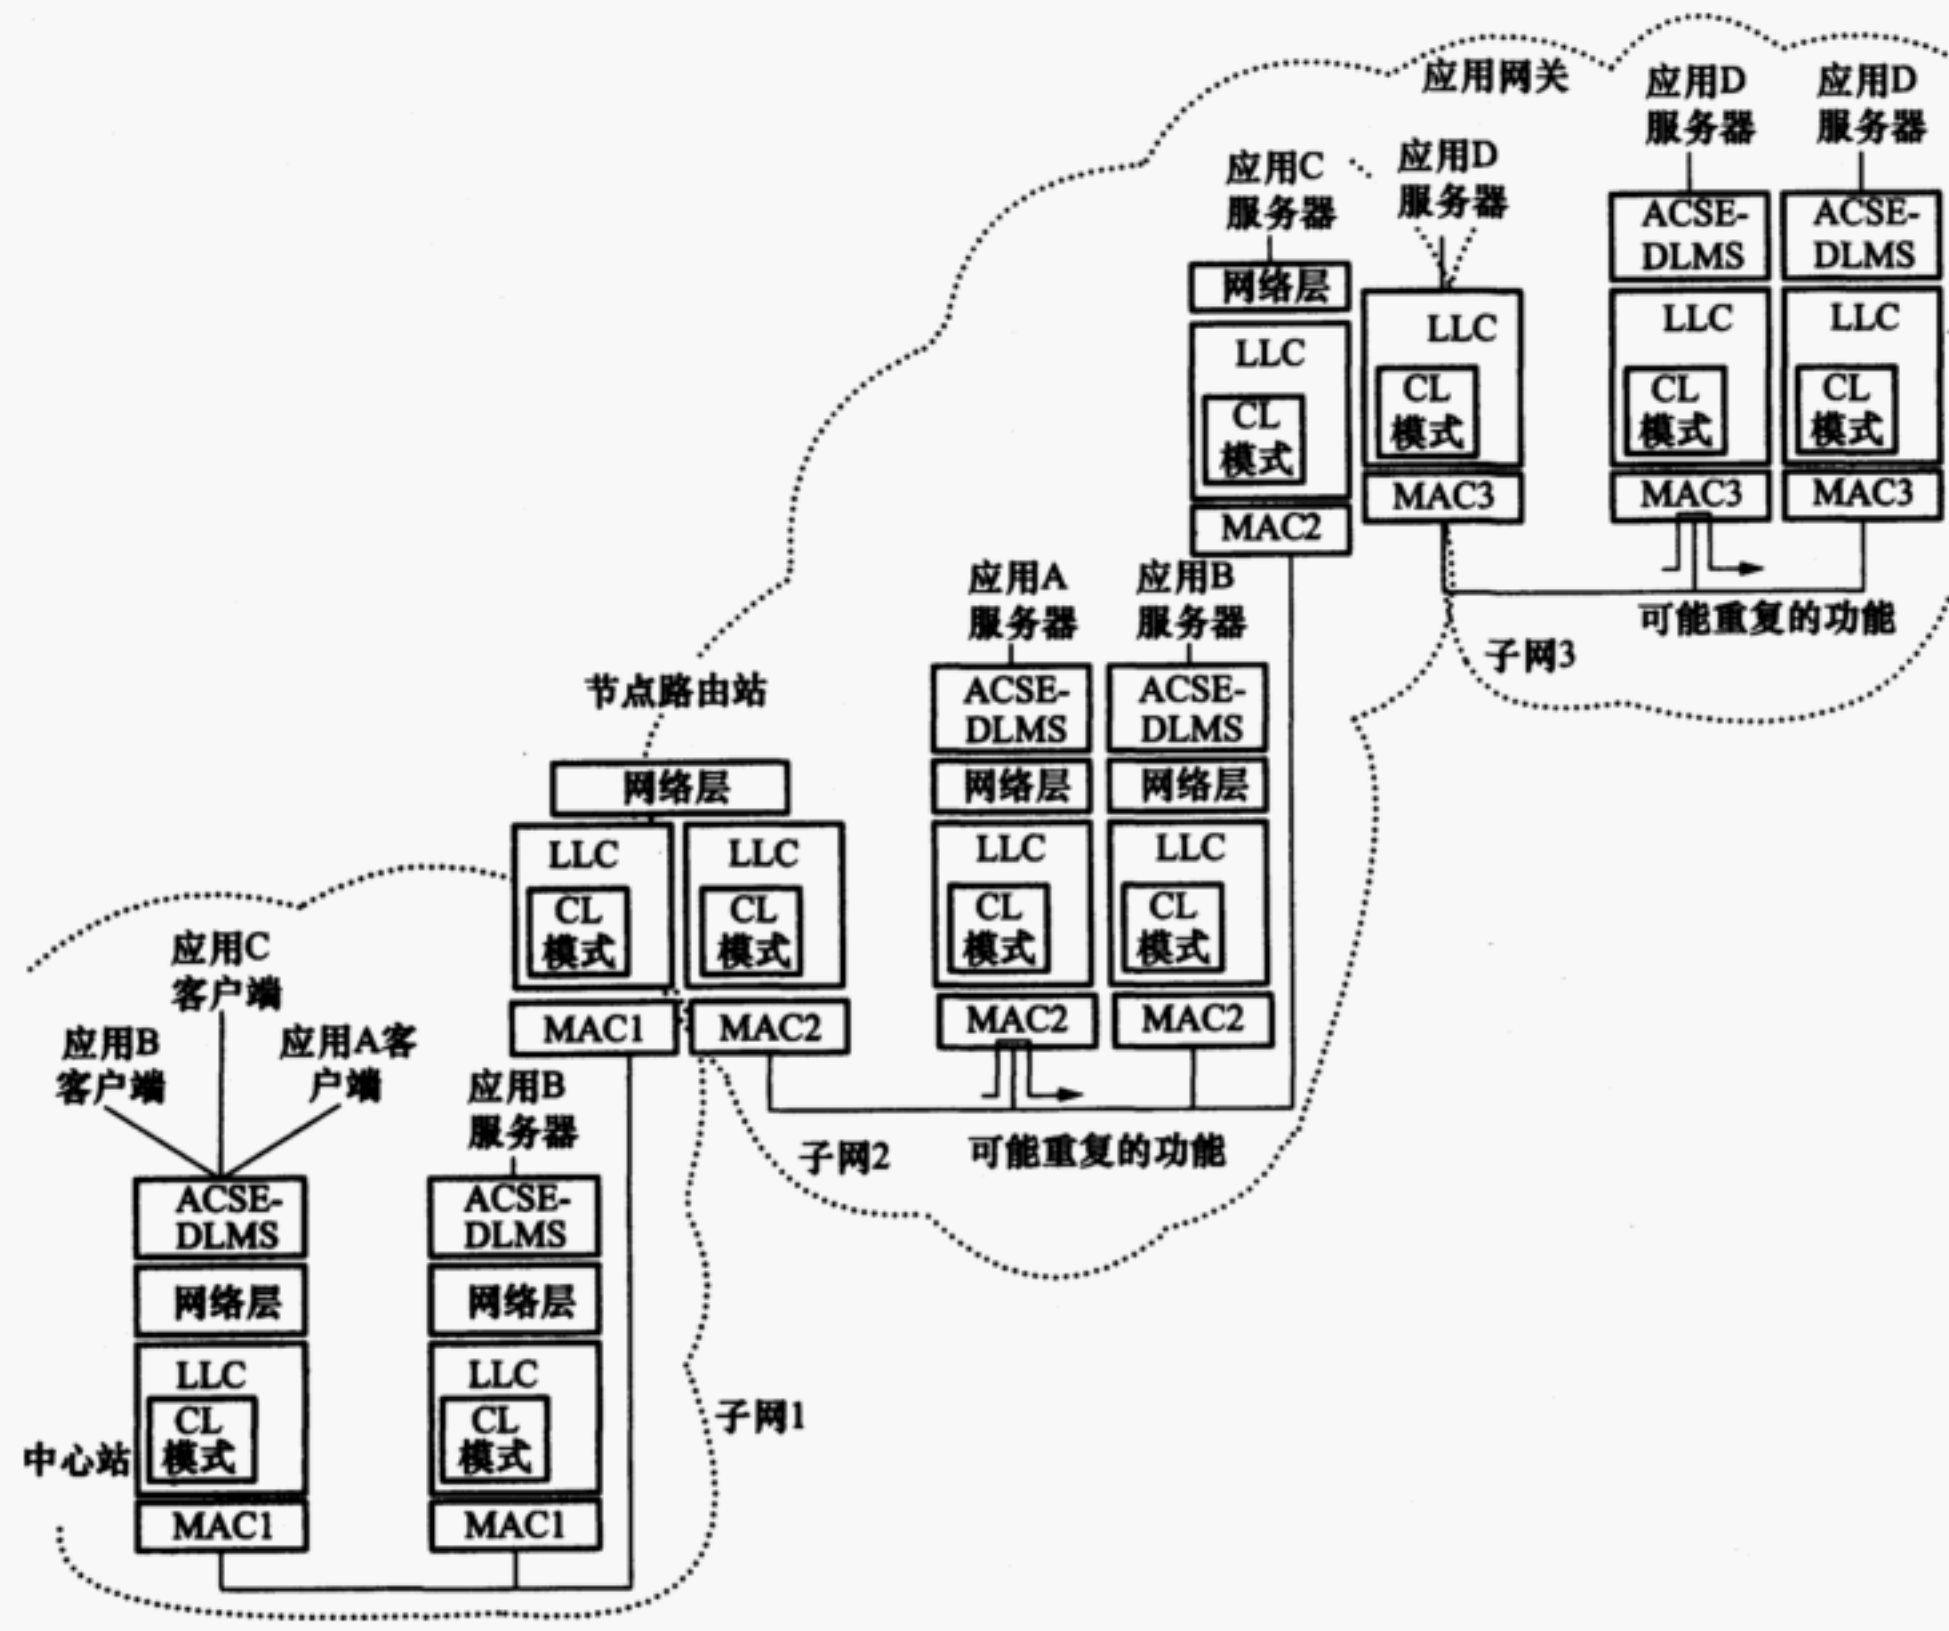 应用网关
应用D
服务器
应用D
服务器
应用C
服务器
应用D
服务器
ACSE-
DLMS
ACSE-
DLMS
网络层
LLC
CL
模式
MAC2
LLC
CL
模式
MAC3
LLC
CL
模式
MAC3
LLC
CL
模式
MAC3
可能重复的功能
子网3
应用A
服务器
应用B
服务器
ACSE-
DLMS
网络层
LLC
CL
模式
MAC2
ACSE-
DLMS
网络层
LLC
CL
模式
MAC2
可能重复的功能
子网2
节点路由站
网络层
LLC
CL
模式
MAC1
LLC
CL
模式
MAC2
应用C
客户端
应用B
客户端
应用A客
户端
应用B
服务器
ACSE-
DLMS
网络层
LLC
CL
模式
MAC1
ACSE-
DLMS
网络层
LLC
CL
模式
MAC1
中心站
子网1